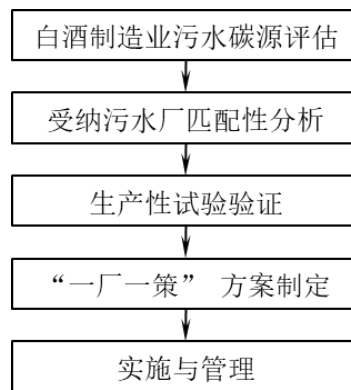 白酒制造业污水碳源评估
受纳污水厂匹配性分析
生产性试验验证
“一厂一策” 方案制定
实施与管理